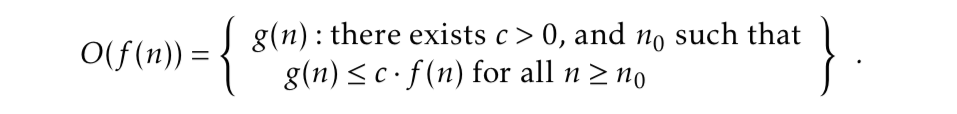 O(f(n)) = { g(n) : there exists c > 0, and n₀ such that
g(n) ≤ c · f(n) for all n ≥ n₀ } .